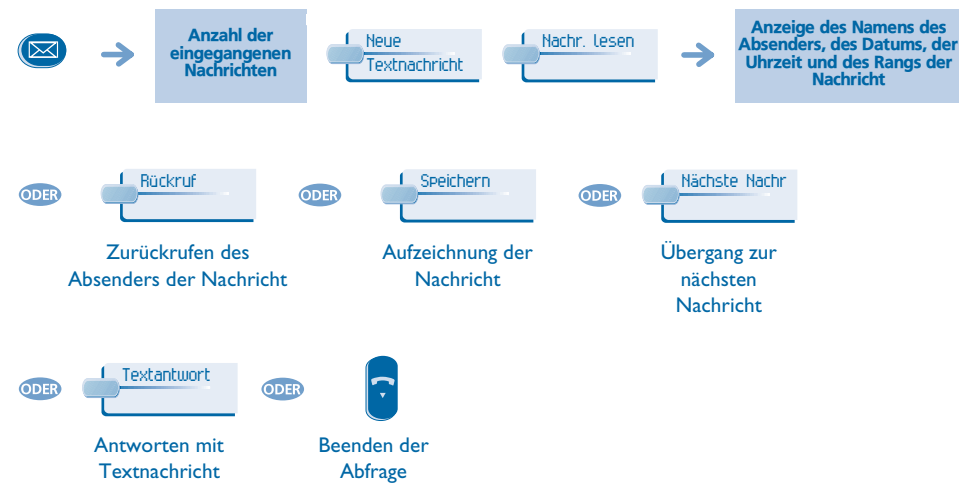 Anzahl der
eingegangenen
Nachrichten
Neue
Textnachricht
Nachr. lesen
Anzeige des Namens des
Absenders, des Datums, der
Uhrzeit und des Rangs der
Nachricht
ODER
Rückruf
ODER
Speichern
ODER
Nächste Nachr
Zurückrufen des
Absenders der Nachricht
Aufzeichnung der
Nachricht
Übergang zur
nächsten
Nachricht
ODER
Textantwort
ODER
Antworten mit
Textnachricht
Beenden der
Abfrage